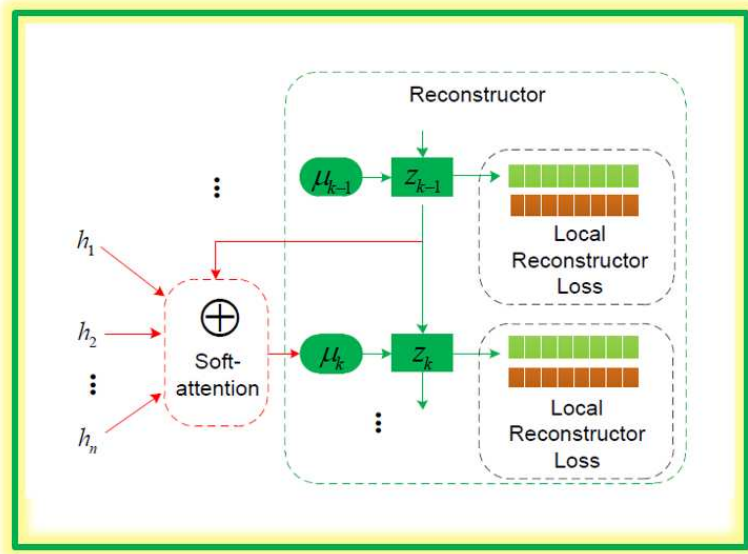 Reconstructor
μk−1
zk−1
Local
Reconstructor
Loss
h1
h2
hn
Soft-
attention
μk
zk
Local
Reconstructor
Loss